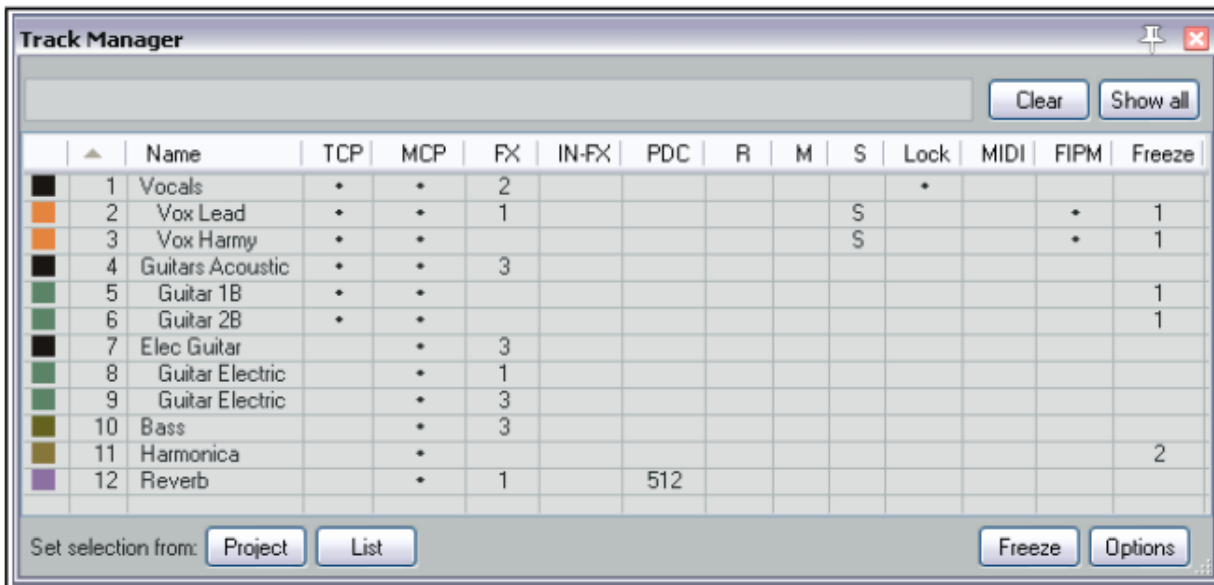 Track Manager
Clear Show all
Name TCP MCP FX IN-FX PDC R M S Lock MIDI FIPM Freeze
1 Vocals • • 2 •
2 Vox Lead • • 1 S • 1
3 Vox Harmy • • S • 1
4 Guitars Acoustic • • 3
5 Guitar 1B • • 1
6 Guitar 2B • • 1
7 Elec Guitar • 3
8 Guitar Electric • 1
9 Guitar Electric • 3
10 Bass • 3
11 Harmonica • 2
12 Reverb • 1 512
Set selection from: Project List Freeze Options